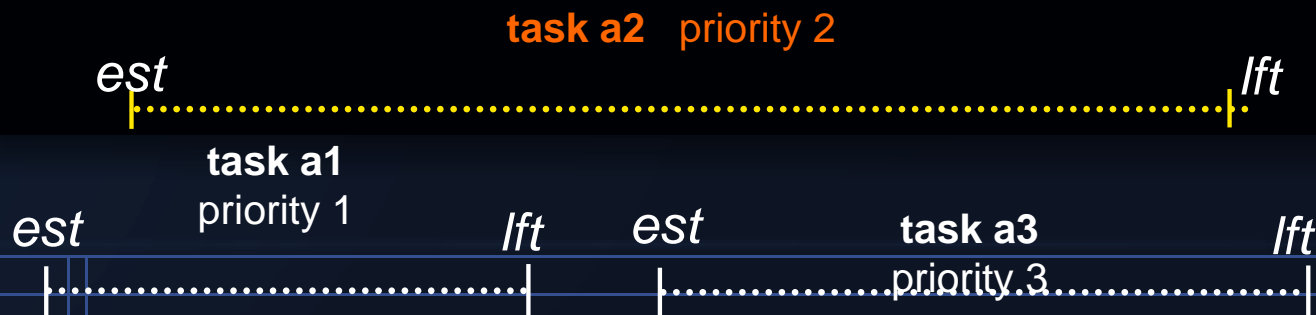 task a2 priority 2
est lft
task a1
priority 1
est lft est task a3 lft
priority 3